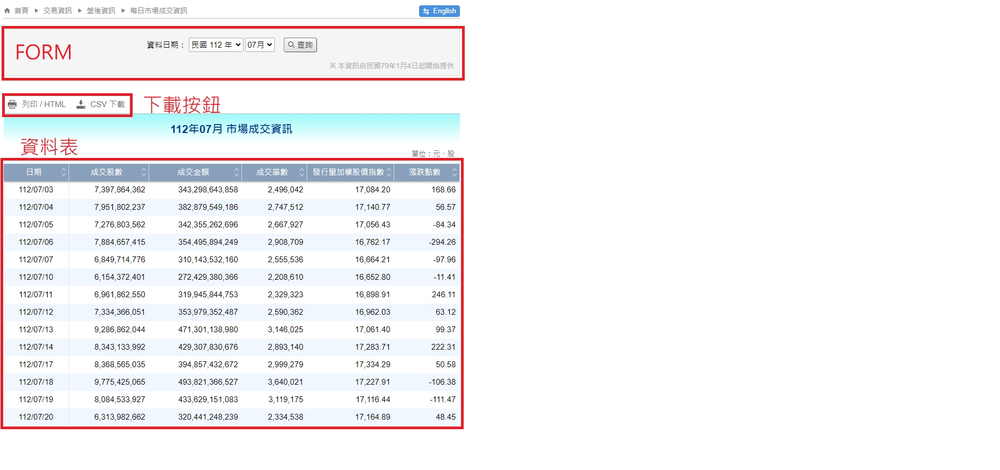 首頁 ▶ 交易資訊 ▶ 盤後資訊 ▶ 每日市場成交資訊
English
FORM
資料日期： 民國 112 年 07月 查詢
※ 本資訊自民國79年1月4日起開始提供
列印 / HTML CSV 下載
下載按鈕
112年07月 市場成交資訊
資料表
單位：元、股
日期 成交股數 成交金額 成交筆數 發行量加權股價指數 漲跌點數
112/07/03 7,397,864,362 343,298,643,858 2,496,042 17,084.20 168.66
112/07/04 7,951,802,237 382,879,549,186 2,747,512 17,140.77 56.57
112/07/05 7,276,803,562 342,355,262,696 2,667,927 17,056.43 -84.34
112/07/06 7,884,657,415 354,495,894,249 2,908,709 16,762.17 -294.26
112/07/07 6,849,714,776 310,143,532,160 2,555,536 16,664.21 -97.96
112/07/10 6,154,372,401 272,429,380,366 2,208,610 16,652.80 -11.41
112/07/11 6,961,862,550 319,945,844,753 2,329,323 16,898.91 246.11
112/07/12 7,334,366,051 353,979,352,487 2,590,362 16,962.03 63.12
112/07/13 9,286,862,044 471,301,138,980 3,146,025 17,061.40 99.37
112/07/14 8,343,133,992 429,307,830,676 2,893,140 17,283.71 222.31
112/07/17 8,368,565,035 394,857,432,672 2,999,279 17,334.29 50.58
112/07/18 9,775,425,065 493,821,366,527 3,640,021 17,227.91 -106.38
112/07/19 8,084,533,927 433,629,151,083 3,119,175 17,116.44 -111.47
112/07/20 6,313,982,662 320,441,248,239 2,334,538 17,164.89 48.45